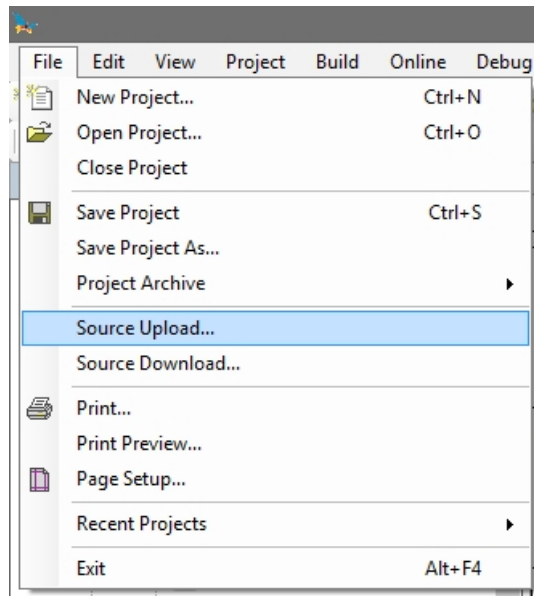 File Edit View Project Build Online Debug
New Project... Ctrl+N
Open Project... Ctrl+O
Close Project
Save Project Ctrl+S
Save Project As...
Project Archive
Source Upload...
Source Download...
Print...
Print Preview...
Page Setup...
Recent Projects
Exit Alt+F4